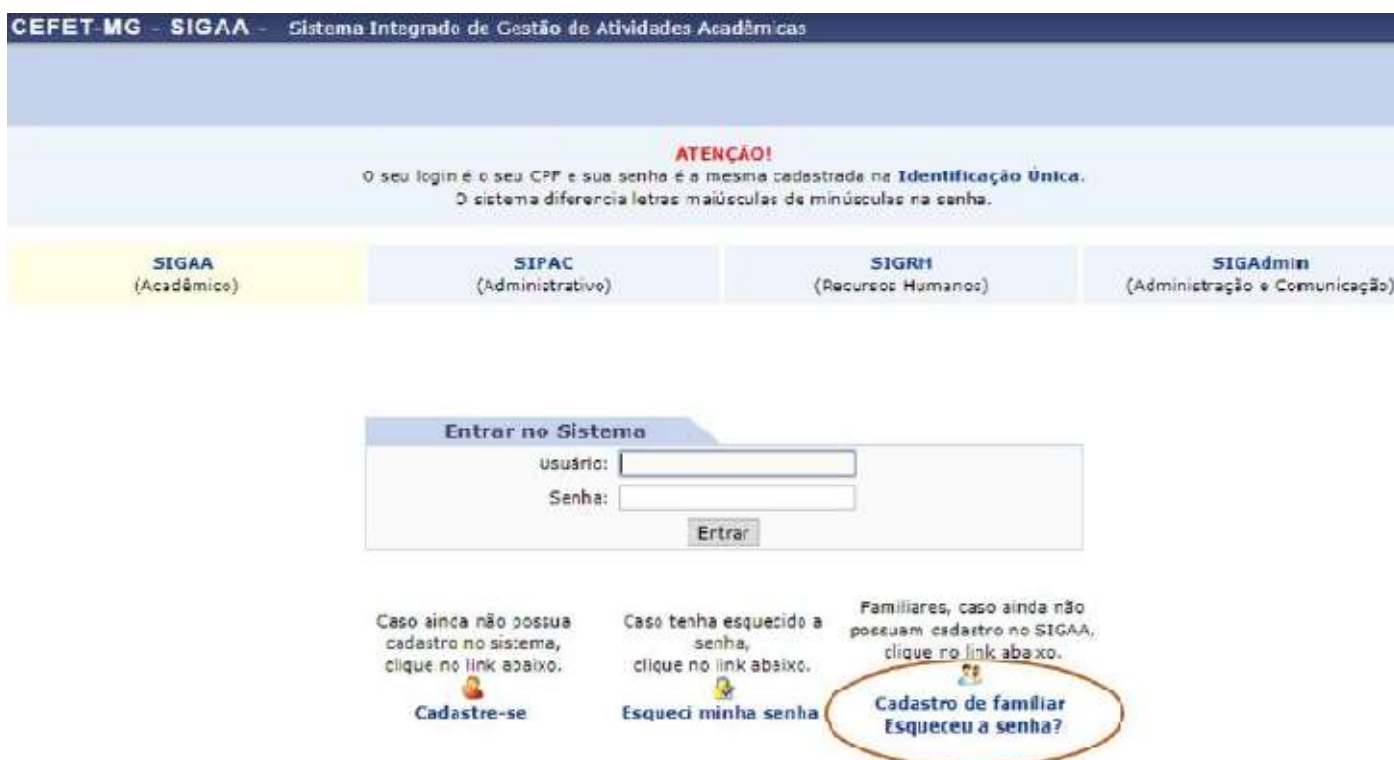 CEFET-MG - SIGAA - Sistema Integrado de Gestão de Atividades Acadêmicas
ATENÇÃO!
O seu login é o seu CPF e sua senha é a mesma cadastrada na Identificação Única.
O sistema diferencia letras maiúsculas de minúsculas na senha.
SIGAA
(Acadêmico)
SIPAC
(Administrativo)
SIGRH
(Recursos Humanos)
SIGAdmin
(Administração e Comunicação)
Entrar no Sistema
Usuário:
Senha:
Entrar
Caso ainda não possua
cadastro no sistema,
clique no link abaixo.
Cadastre-se
Caso tenha esquecido a
senha,
clique no link abaixo.
Esqueci minha senha
Familiares, caso ainda não
possuam cadastro no SIGAA,
clique no link abaixo.
Cadastro de famíliar
Esqueceu a senha?